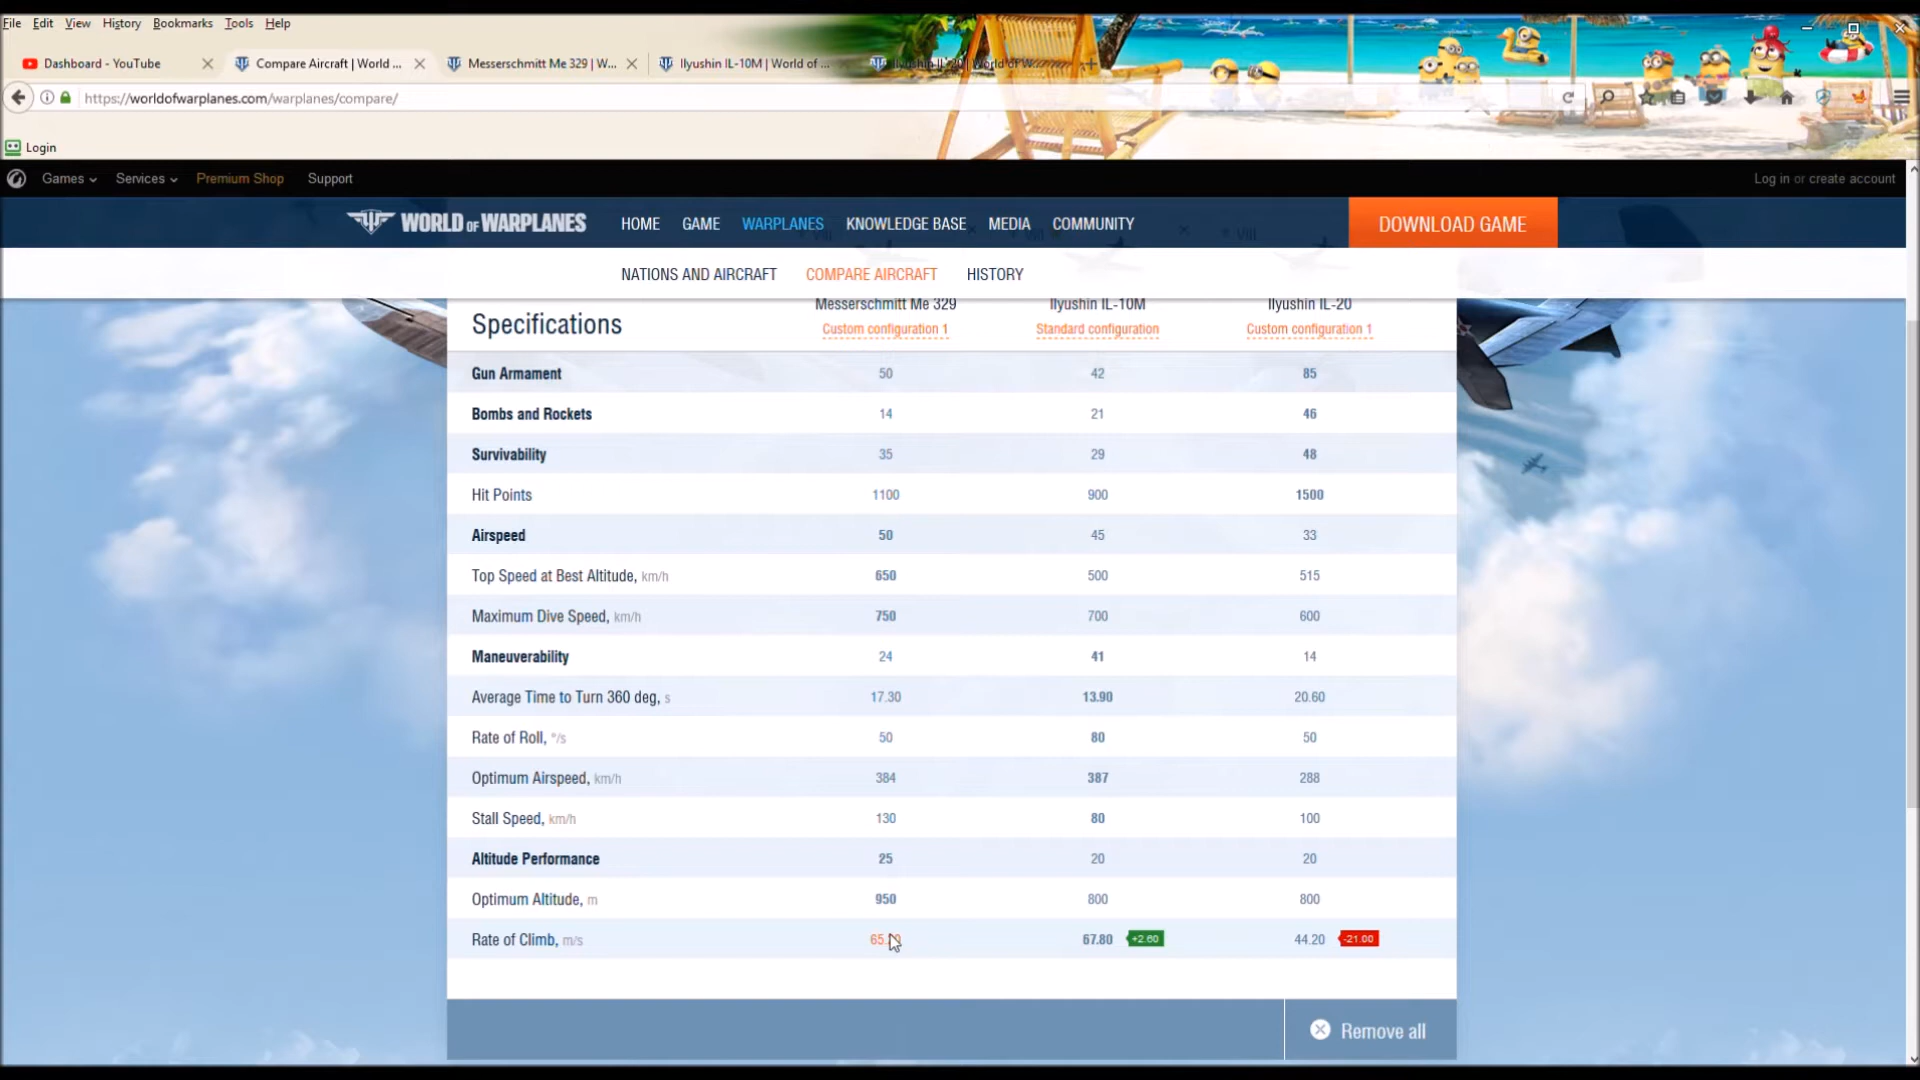 File Edit View History Bookmarks Tools Help
Dashboard - YouTube
Compare Aircraft | World ...
Messerschmitt Me 329 | W...
Ilyushin IL-10M | World of ...
https://worldofwarplanes.com/warplanes/compare/
Login
Games Services Premium Shop Support
Log in or create account
WORLD OF WARPLANES
HOME GAME WARPLANES KNOWLEDGE BASE MEDIA COMMUNITY
DOWNLOAD GAME
NATIONS AND AIRCRAFT COMPARE AIRCRAFT HISTORY
Messerschmitt Me 329 Ilyushin IL-10M Ilyushin IL-20
Specifications
Custom configuration 1 Standard configuration Custom configuration 1
Gun Armament 50 42 85
Bombs and Rockets 14 21 46
Survivability 35 29 48
Hit Points 1100 900 1500
Airspeed 50 45 33
Top Speed at Best Altitude, km/h 650 500 515
Maximum Dive Speed, km/h 750 700 600
Maneuverability 24 41 14
Average Time to Turn 360 deg, s 17.30 13.90 20.60
Rate of Roll, °/s 50 80 50
Optimum Airspeed, km/h 384 387 288
Stall Speed, km/h 130 80 100
Altitude Performance 25 20 20
Optimum Altitude, m 950 800 800
Rate of Climb, m/s 67.80 +2.60 44.20 -21.00
Remove all